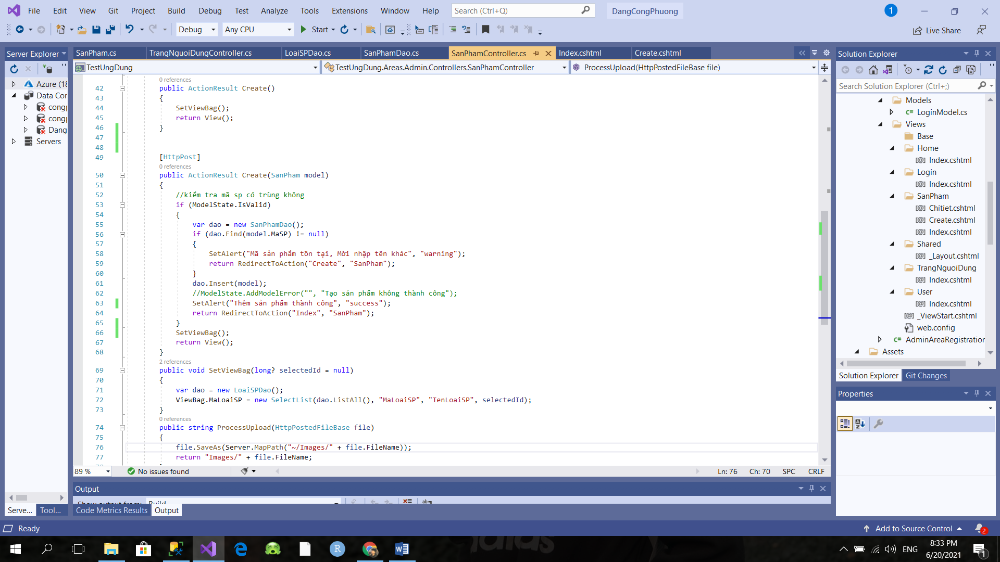 File Edit View Git Project Build Debug Test Analyze Tools Extensions Window Help Search (Ctrl+Q) DangCongPhuong 1
Debug Any CPU Start Live Share
Server Explorer
Azure (18
Data Cor
cong
cong
Dang
Servers
SanPham.cs TrangNguoiDungController.cs LoaiSPDao.cs SanPhamDao.cs SanPhamController.cs Index.cshtml Create.cshtml
TestUngDung TestUngDung.Areas.Admin.Controllers.SanPhamController ProcessUpload(HttpPostedFileBase file)
0 references
42 public ActionResult Create()
43 {
44 SetViewBag();
45 return View();
46 }
47
48
49 [HttpPost]
0 references
50 public ActionResult Create(SanPham model)
51 {
52 //kiểm tra mã sp có trùng không
53 if (ModelState.IsValid)
54 {
55 var dao = new SanPhamDao();
56 if (dao.Find(model.MaSP) != null)
57 {
58 SetAlert("Mã sản phẩm tồn tại, Mời nhập tên khác", "warning");
59 return RedirectToAction("Create", "SanPham");
60 }
61 dao.Insert(model);
62 //ModelState.AddModelError("", "Tạo sản phẩm không thành công");
63 SetAlert("Thêm sản phẩm thành công", "success");
64 return RedirectToAction("Index", "SanPham");
65 }
66 SetViewBag();
67 return View();
68 }
2 references
69 public void SetViewBag(long? selectedId = null)
70 {
71 var dao = new LoaiSPDao();
72 ViewBag.MaLoaiSP = new SelectList(dao.ListAll(), "MaLoaiSP", "TenLoaiSP", selectedId);
73 }
0 references
74 public string ProcessUpload(HttpPostedFileBase file)
75 {
76 file.SaveAs(Server.MapPath("~/Images/" + file.FileName));
77 return "Images/" + file.FileName;
89 % No issues found Ln: 76 Ch: 70 SPC CRLF
Output
Show output from: Build
Serve... Tool... Code Metrics Results Output
Solution Explorer
Search Solution Explorer (Ctrl+;)
Models
C# LoginModel.cs
Views
Base
Home
Index.cshtml
Login
Index.cshtml
SanPham
Chitiet.cshtml
Create.cshtml
Index.cshtml
Shared
_Layout.cshtml
TrangNguoiDung
Index.cshtml
User
Index.cshtml
_ViewStart.cshtml
web.config
C# AdminAreaRegistration
Assets
Solution Explorer Git Changes
Properties
Ready Add to Source Control 2
ENG 8:33 PM
6/20/2021 1